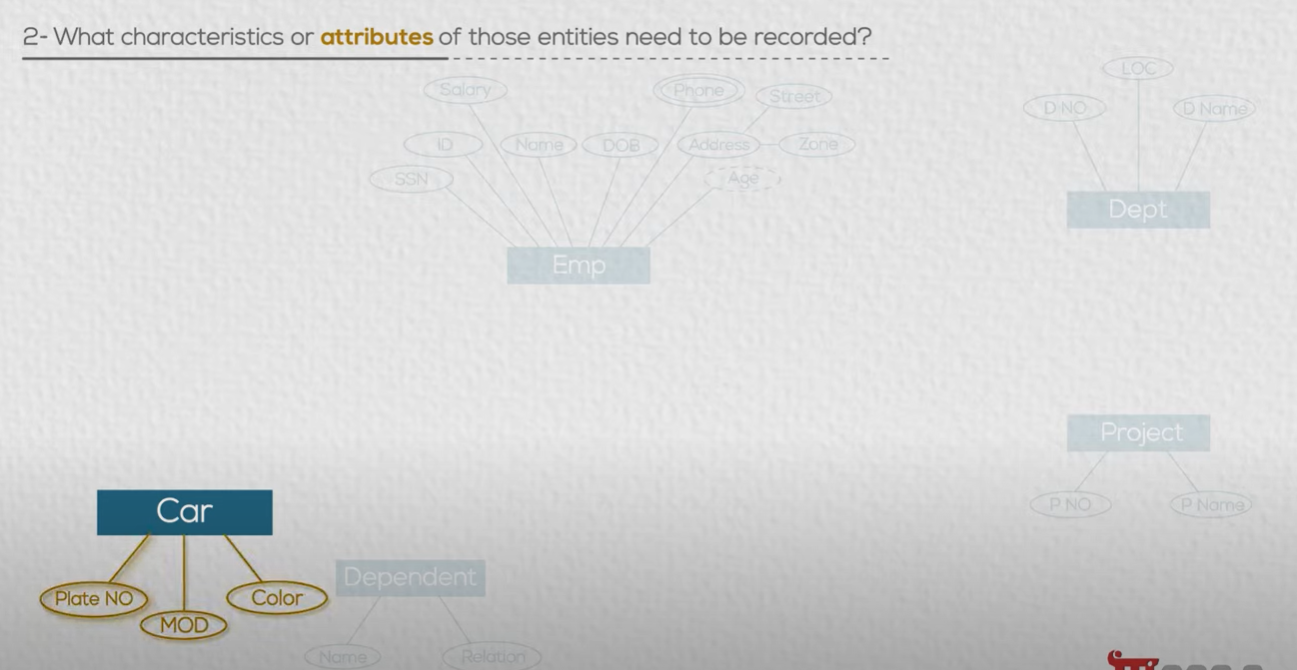 2- What characteristics or attributes of those entities need to be recorded?
LOC
Salary
Phone
Street
D NO
D Name
ID
Name
DOB
Address
Zone
SSN
Age
Dept
Emp
Project
P NO
P Name
Car
Dependent
Plate NO
Color
MOD
Name
Relation